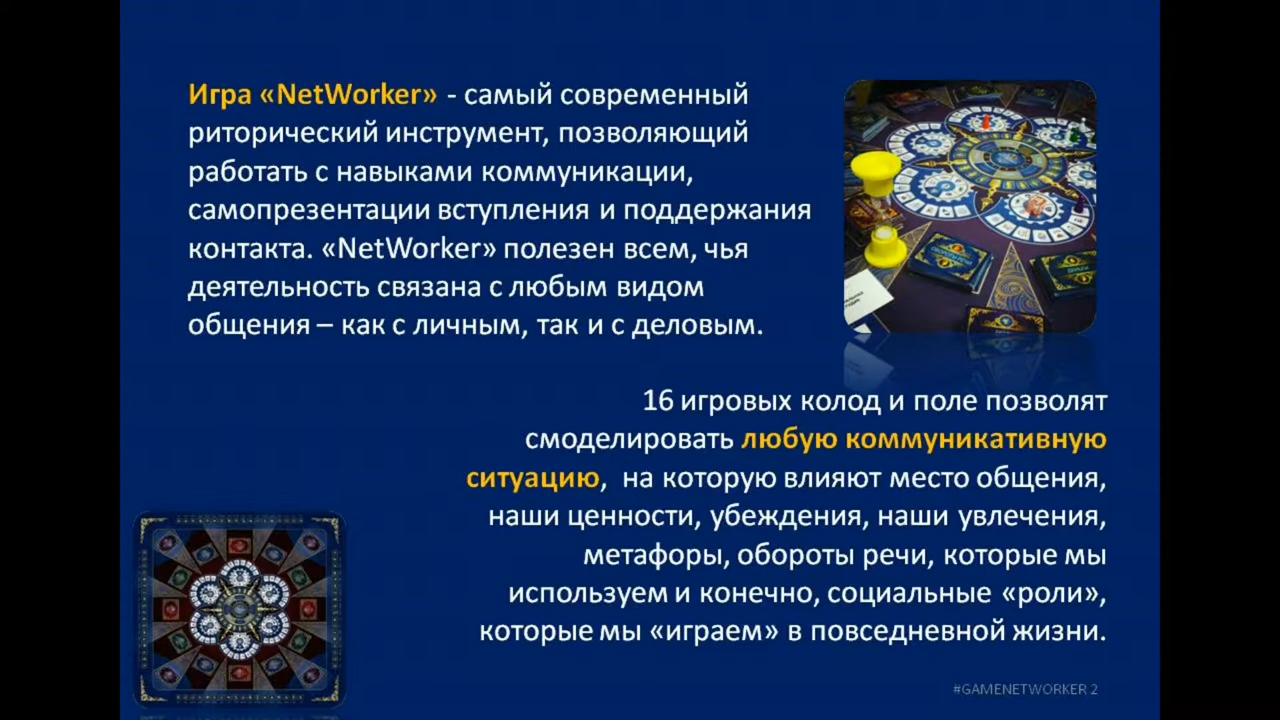 Игра «NetWorker» - самый современный
риторический инструмент, позволяющий
работать с навыками коммуникации,
самопрезентации вступления и поддержания
контакта. «NetWorker» полезен всем, чья
деятельность связана с любым видом
общения – как с личным, так и с деловым.
16 игровых колод и поле позволят
смоделировать любую коммуникативную
ситуацию, на которую влияют место общения,
наши ценности, убеждения, наши увлечения,
метафоры, обороты речи, которые мы
используем и конечно, социальные «роли»,
которые мы «играем» в повседневной жизни.
#GAMENETWORKER 2